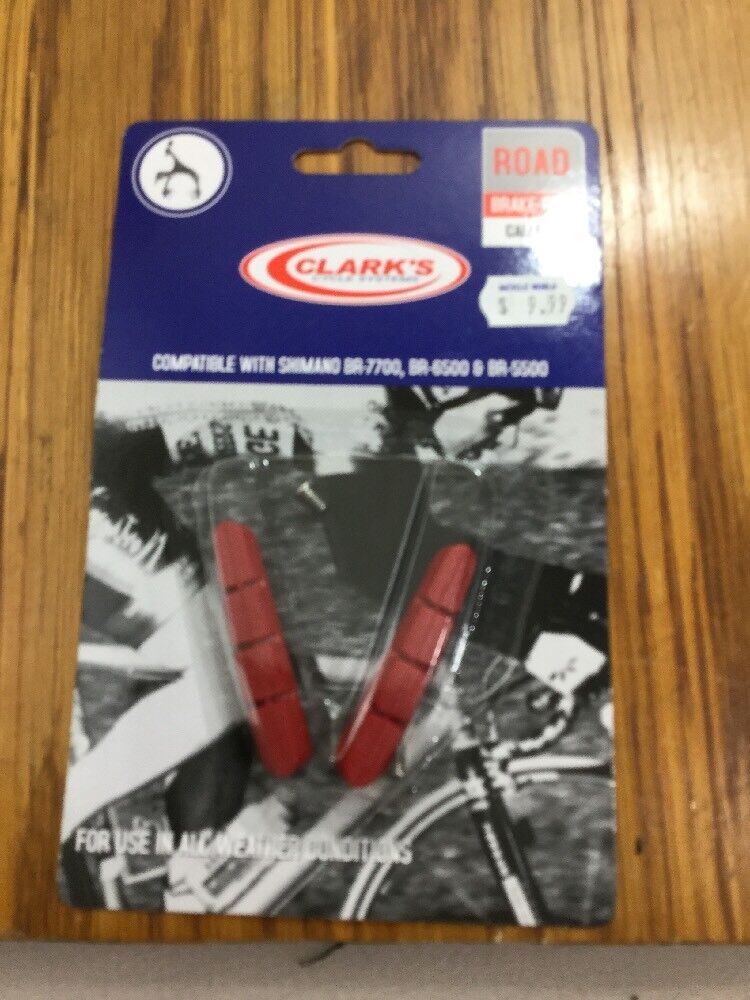 ROAD
CLARK'S
CYCLE SYSTEMS
$ 9.99
COMPATIBLE WITH SHIMANO BR-7700, BR-6500 & BR-5500
FOR USE IN ALL WEATHER CONDITIONS